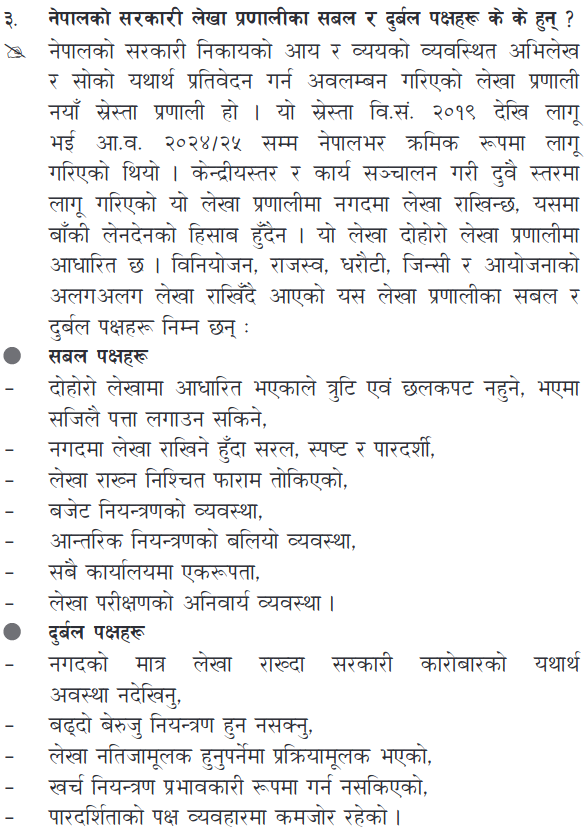 ३. नेपालको सरकारी लेखा प्रणालीका सबल र दुर्बल पक्षहरू के के हुन् ?
नेपालको सरकारी निकायको आय र व्ययको व्यवस्थित अभिलेख
र सोको यथार्थ प्रतिवेदन गर्न अवलम्बन गरिएको लेखा प्रणाली
नयाँ स्रेस्ता प्रणाली हो । यो स्रेस्ता वि.सं. २०१९ देखि लागू
भई आ.व. २०२४/२५ सम्म नेपालभर क्रमिक रूपमा लागू
गरिएको थियो । केन्द्रीयस्तर र कार्य सञ्चालन गरी दुवै स्तरमा
लागू गरिएको यो लेखा प्रणालीमा नगदमा लेखा राखिन्छ, यसमा
बाँकी लेनदेनको हिसाब हुँदैन । यो लेखा दोहोरो लेखा प्रणालीमा
आधारित छ । विनियोजन, राजस्व, धरौटी, जिन्सी र आयोजनाको
अलगअलग लेखा राखिँदै आएको यस लेखा प्रणालीका सबल र
दुर्बल पक्षहरू निम्न छन् :
● सबल पक्षहरू
– दोहोरो लेखामा आधारित भएकाले त्रुटि एवं छलकपट नहुने, भएमा
सजिलै पत्ता लगाउन सकिने,
– नगदमा लेखा राखिने हुँदा सरल, स्पष्ट र पारदर्शी,
– लेखा राख्न निश्चित फाराम तोकिएको,
– बजेट नियन्त्रणको व्यवस्था,
– आन्तरिक नियन्त्रणको बलियो व्यवस्था,
– सबै कार्यालयमा एकरूपता,
– लेखा परीक्षणको अनिवार्य व्यवस्था ।
● दुर्बल पक्षहरू
– नगदको मात्र लेखा राख्दा सरकारी कारोबारको यथार्थ
अवस्था नदेखिनु,
– बढ्दो बेरुजु नियन्त्रण हुन नसक्नु,
– लेखा नतिजामूलक हुनुपर्नेमा प्रक्रियामूलक भएको,
– खर्च नियन्त्रण प्रभावकारी रूपमा गर्न नसकिएको,
– पारदर्शिताको पक्ष व्यवहारमा कमजोर रहेको ।